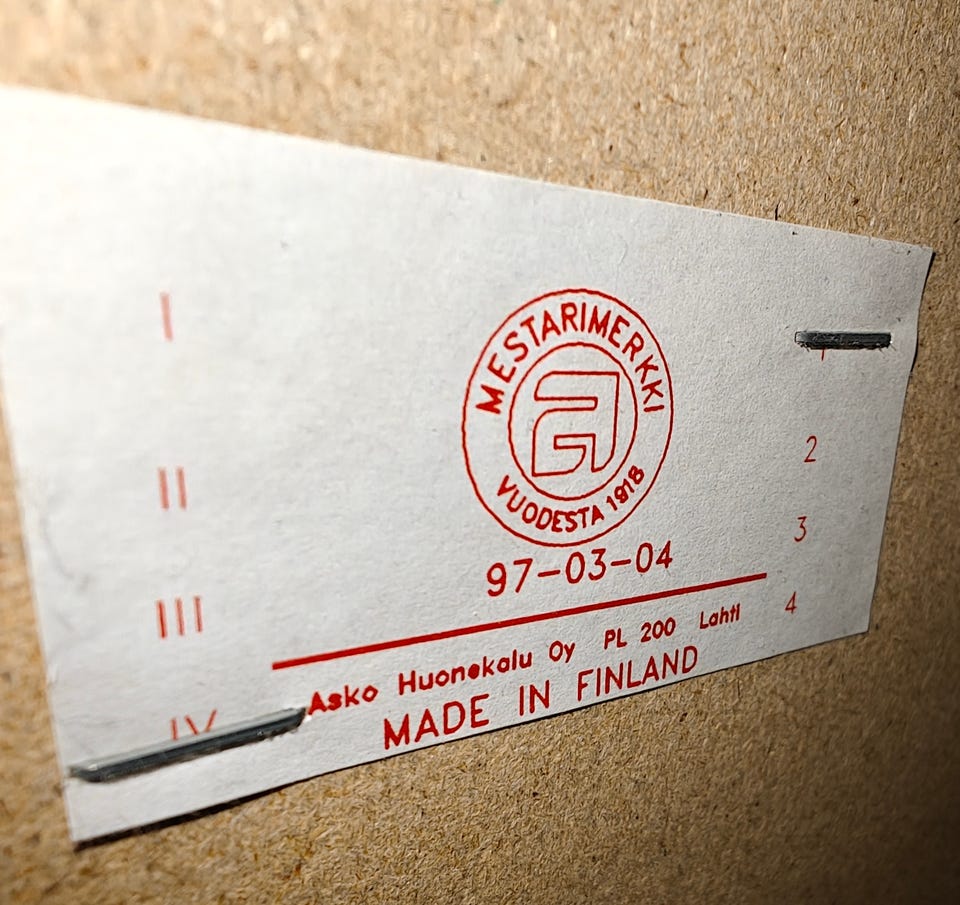 I
MESTARIMERKKI
a
VUODESTA 1918
II
2
97-03-04
3
III
4
Asko Huonekalu Oy PL 200 Lahti
MADE IN FINLAND
IV